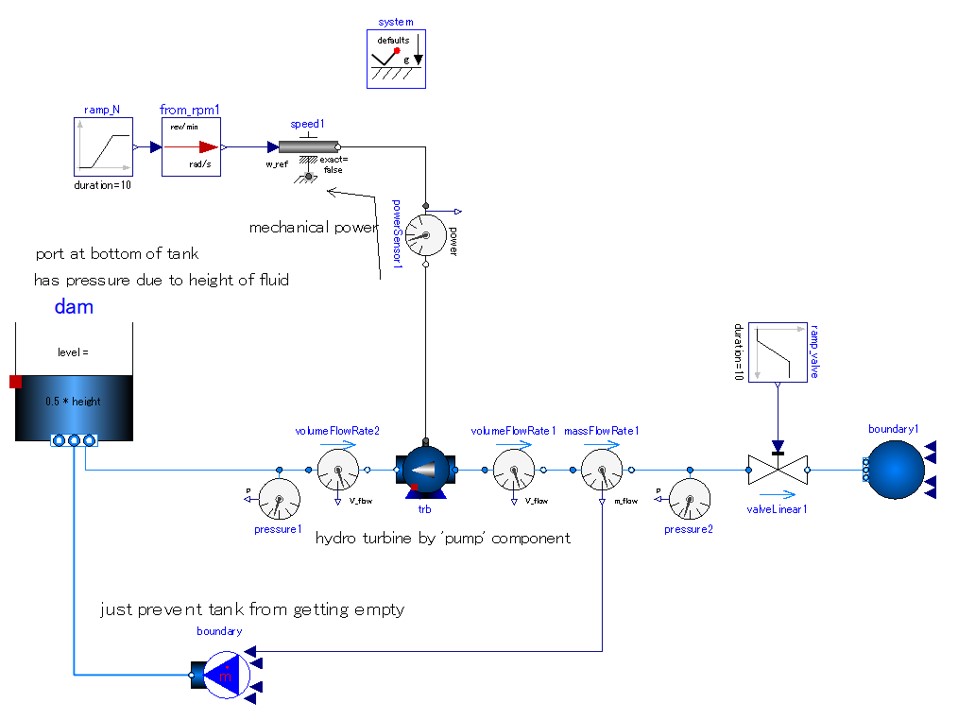 system
defaults
g
ramp_N
duration=10
from_rpm1
rev/min
rad/s
speed1
w_ref
exact=
false
mechanical power
powerSensor1
power
port at bottom of tank
has pressure due to height of fluid
dam
level =
0.5 * height
ramp_valve
duration=10
volumeFlowRate2
V_flow
p
pressure1
trb
volumeFlowRate1
V_flow
massFlowRate1
m_flow
p
pressure2
valveLinear1
boundary1
hydro turbine by 'pump' component
just prevent tank from getting empty
boundary
ṁ